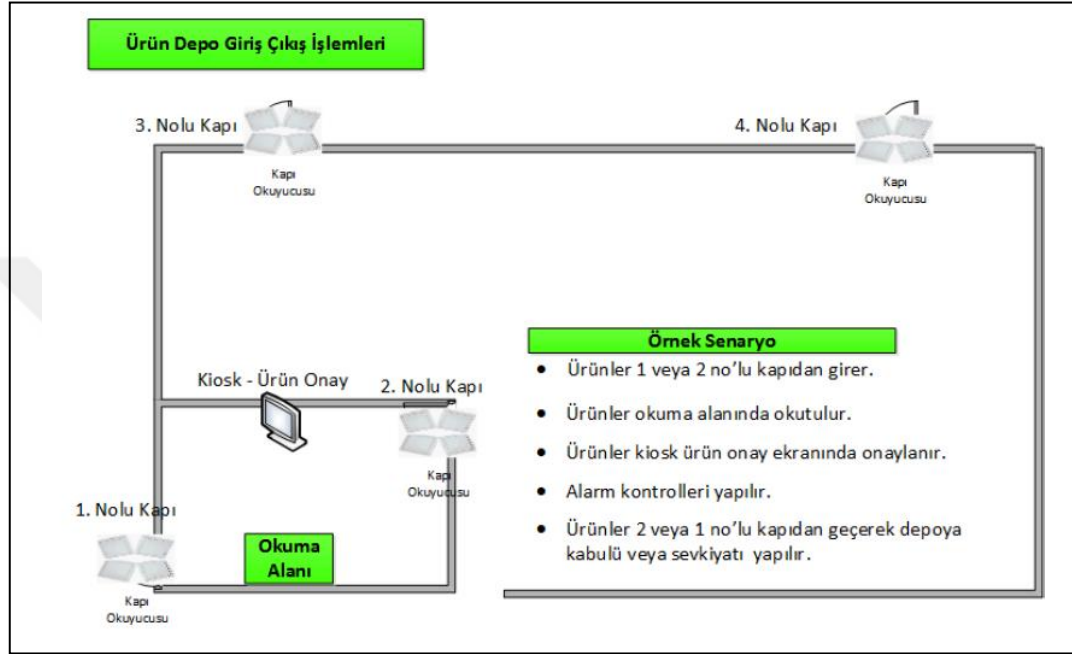 Ürün Depo Giriş Çıkış İşlemleri
3. Nolu Kapı
4. Nolu Kapı
Kapı
Okuyucusu
Kapı
Okuyucusu
Örnek Senaryo
• Ürünler 1 veya 2 no’lu kapıdan girer.
• Ürünler okuma alanında okutulur.
• Ürünler kiosk ürün onay ekranında onaylanır.
• Alarm kontrolleri yapılır.
• Ürünler 2 veya 1 no’lu kapıdan geçerek depoya
kabulü veya sevkiyatı yapılır.
Kiosk - Ürün Onay
2. Nolu Kapı
Kapı
Okuyucusu
1. Nolu Kapı
Okuma
Alanı
Kapı
Okuyucusu